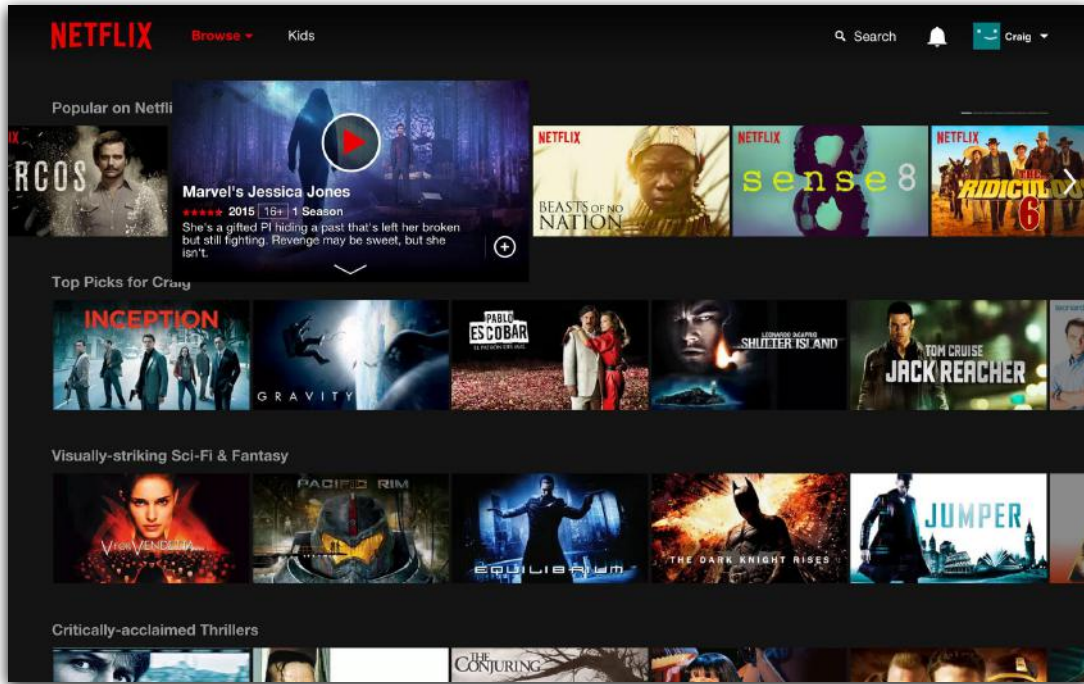 NETFLIX Browse Kids Search Craig
Popular on Netfli
RCOS
Marvel's Jessica Jones
2015 16+ 1 Season
She's a gifted PI hiding a past that's left her broken
but still fighting. Revenge may be sweet, but she
isn't.
NETFLIX
BEASTS OF NO
NATION
NETFLIX
sense8
NETFLIX
THE
RIDICULOU
6
Top Picks for Craig
INCEPTION
GRAVITY
PABLO
ESCOBAR
SHUTTER ISLAND
LEONARDO DICAPRIO
TOM CRUISE
JACK REACHER
Visually-striking Sci-Fi & Fantasy
V FOR VENDETTA
PACIFIC RIM
EQUILIBRIUM
THE DARK KNIGHT RISES
JUMPER
Critically-acclaimed Thrillers
THE
CONJURING